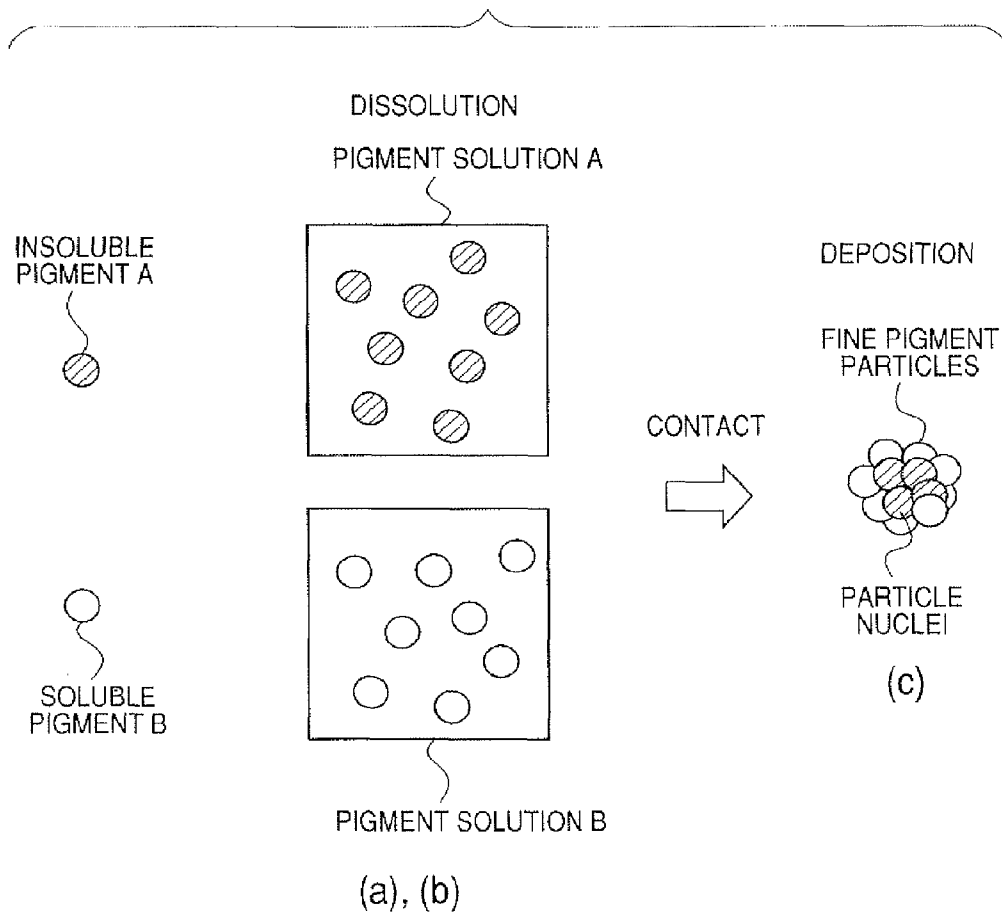 DISSOLUTION
PIGMENT SOLUTION A
INSOLUBLE
PIGMENT A
SOLUBLE
PIGMENT B
PIGMENT SOLUTION B
(a), (b)
CONTACT
DEPOSITION
FINE PIGMENT
PARTICLES
PARTICLE
NUCLEI
(c)